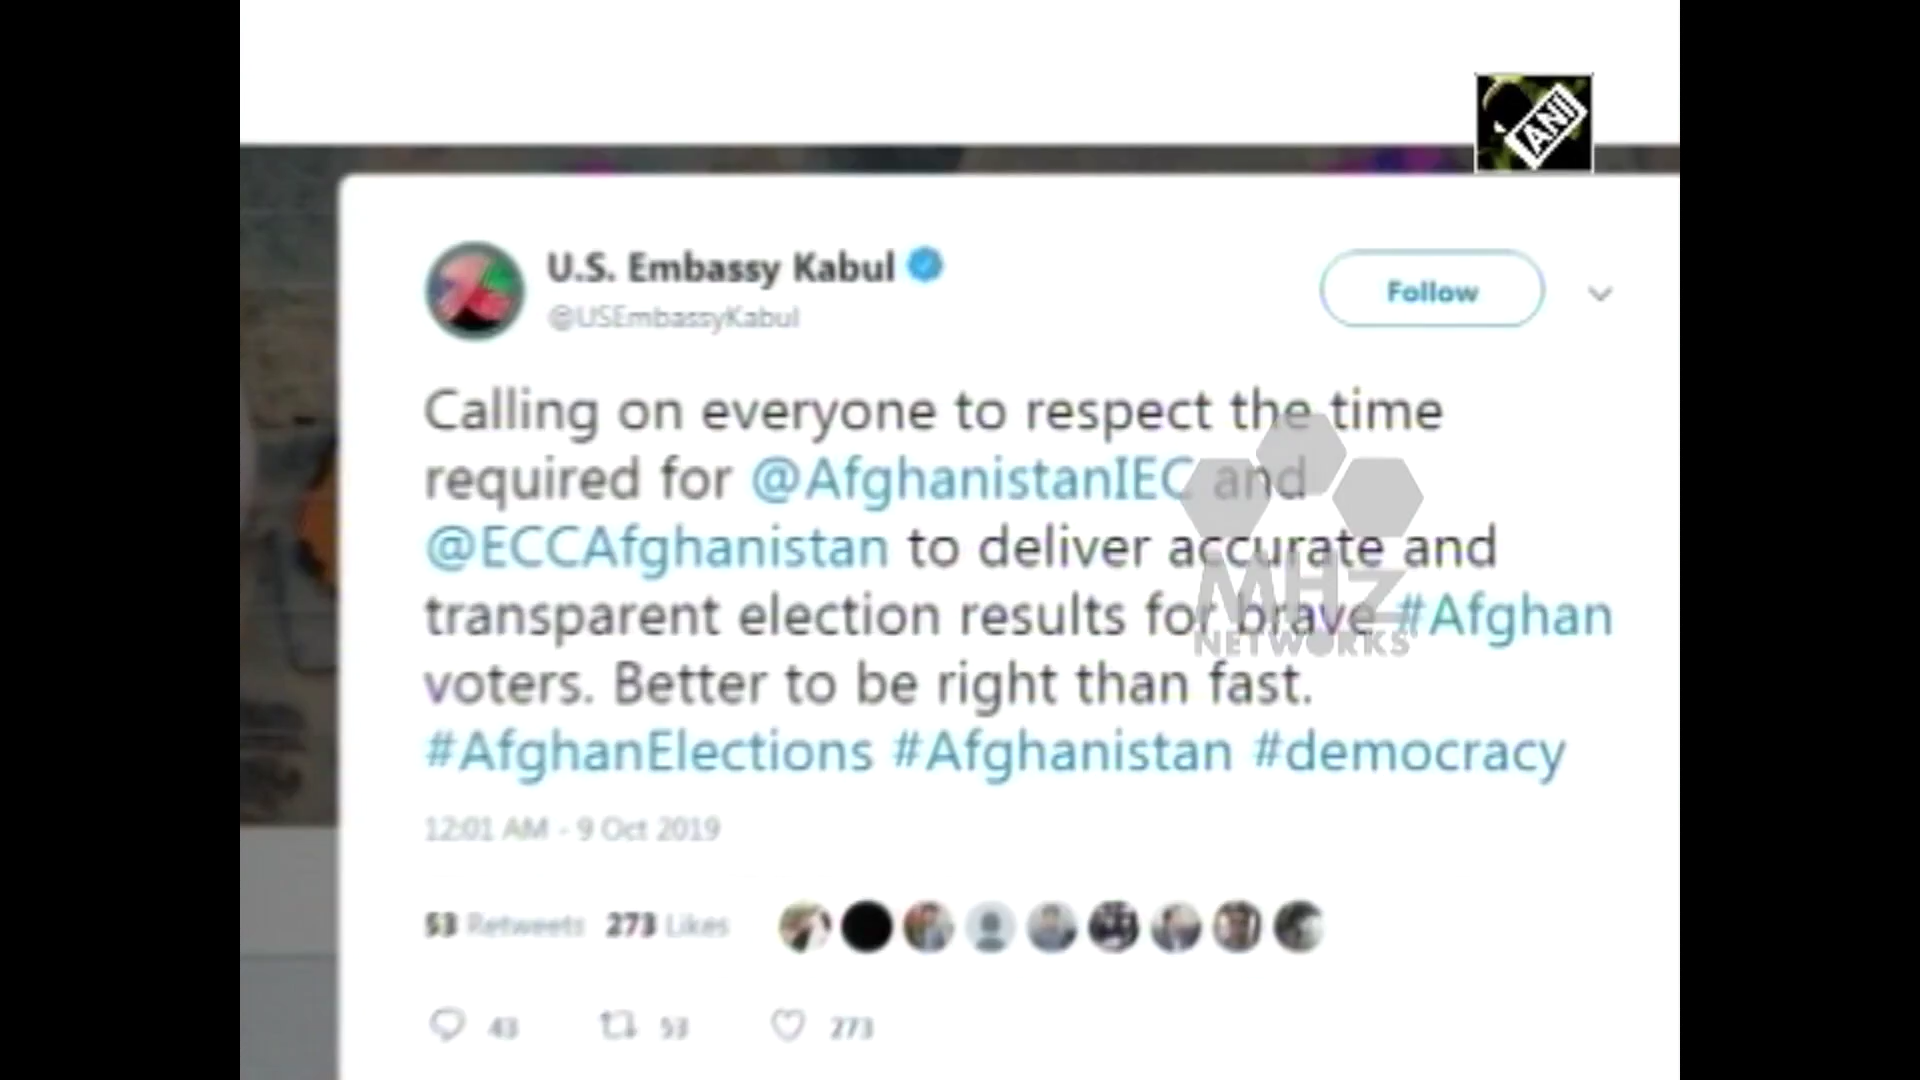 ANI
U.S. Embassy Kabul
@USEmbassyKabul
Follow
Calling on everyone to respect the time
required for @AfghanistanIEC and
@ECCAfghanistan to deliver accurate and
transparent election results for brave #Afghan
voters. Better to be right than fast.
#AfghanElections #Afghanistan #democracy
MHz
NETWORKS
12:01 AM - 9 Oct 2019
53 Retweets 273 Likes
43 53 273